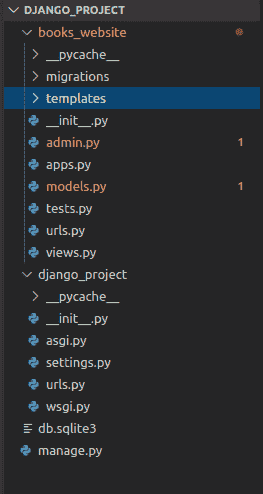 DJANGO_PROJECT
books_website
__pycache__
migrations
templates
__init__.py
admin.py 1
apps.py
models.py 1
tests.py
urls.py
views.py
django_project
__pycache__
__init__.py
asgi.py
settings.py
urls.py
wsgi.py
db.sqlite3
manage.py